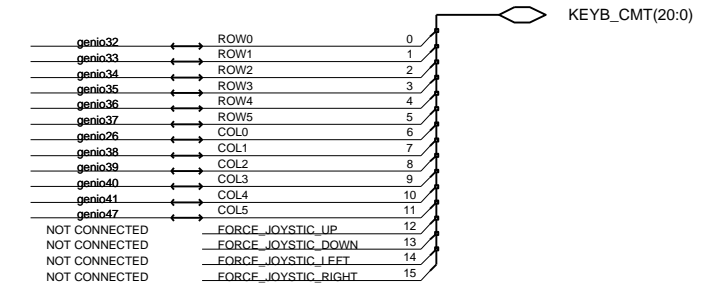 KEYB_CMT(20:0)
genio32 ROW0 0
genio33 ROW1 1
genio34 ROW2 2
genio35 ROW3 3
genio36 ROW4 4
genio37 ROW5 5
genio26 COL0 6
genio38 COL1 7
genio39 COL2 8
genio40 COL3 9
genio41 COL4 10
genio47 COL5 11
NOT CONNECTED FORCE_JOYSTIC_UP 12
NOT CONNECTED FORCE_JOYSTIC_DOWN 13
NOT CONNECTED FORCE_JOYSTIC_LEFT 14
NOT CONNECTED FORCE_JOYSTIC_RIGHT 15